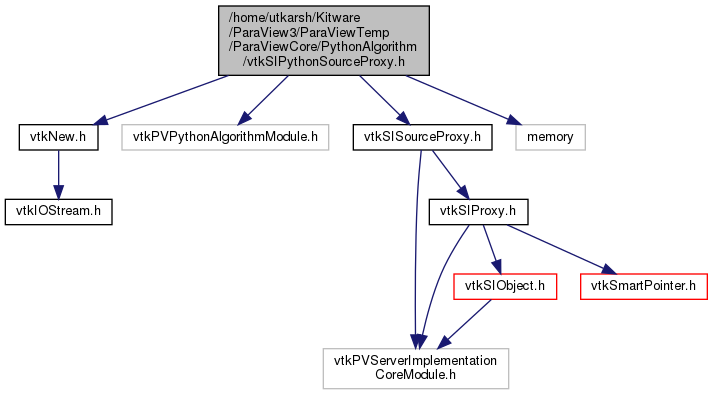 /home/utkarsh/Kitware
/ParaView3/ParaViewTemp
/ParaViewCore/PythonAlgorithm
/vtkSIPythonSourceProxy.h
vtkNew.h
vtkPVPythonAlgorithmModule.h
vtkSISourceProxy.h
memory
vtkIOStream.h
vtkSIProxy.h
vtkSIObject.h
vtkSmartPointer.h
vtkPVServerImplementation
CoreModule.h